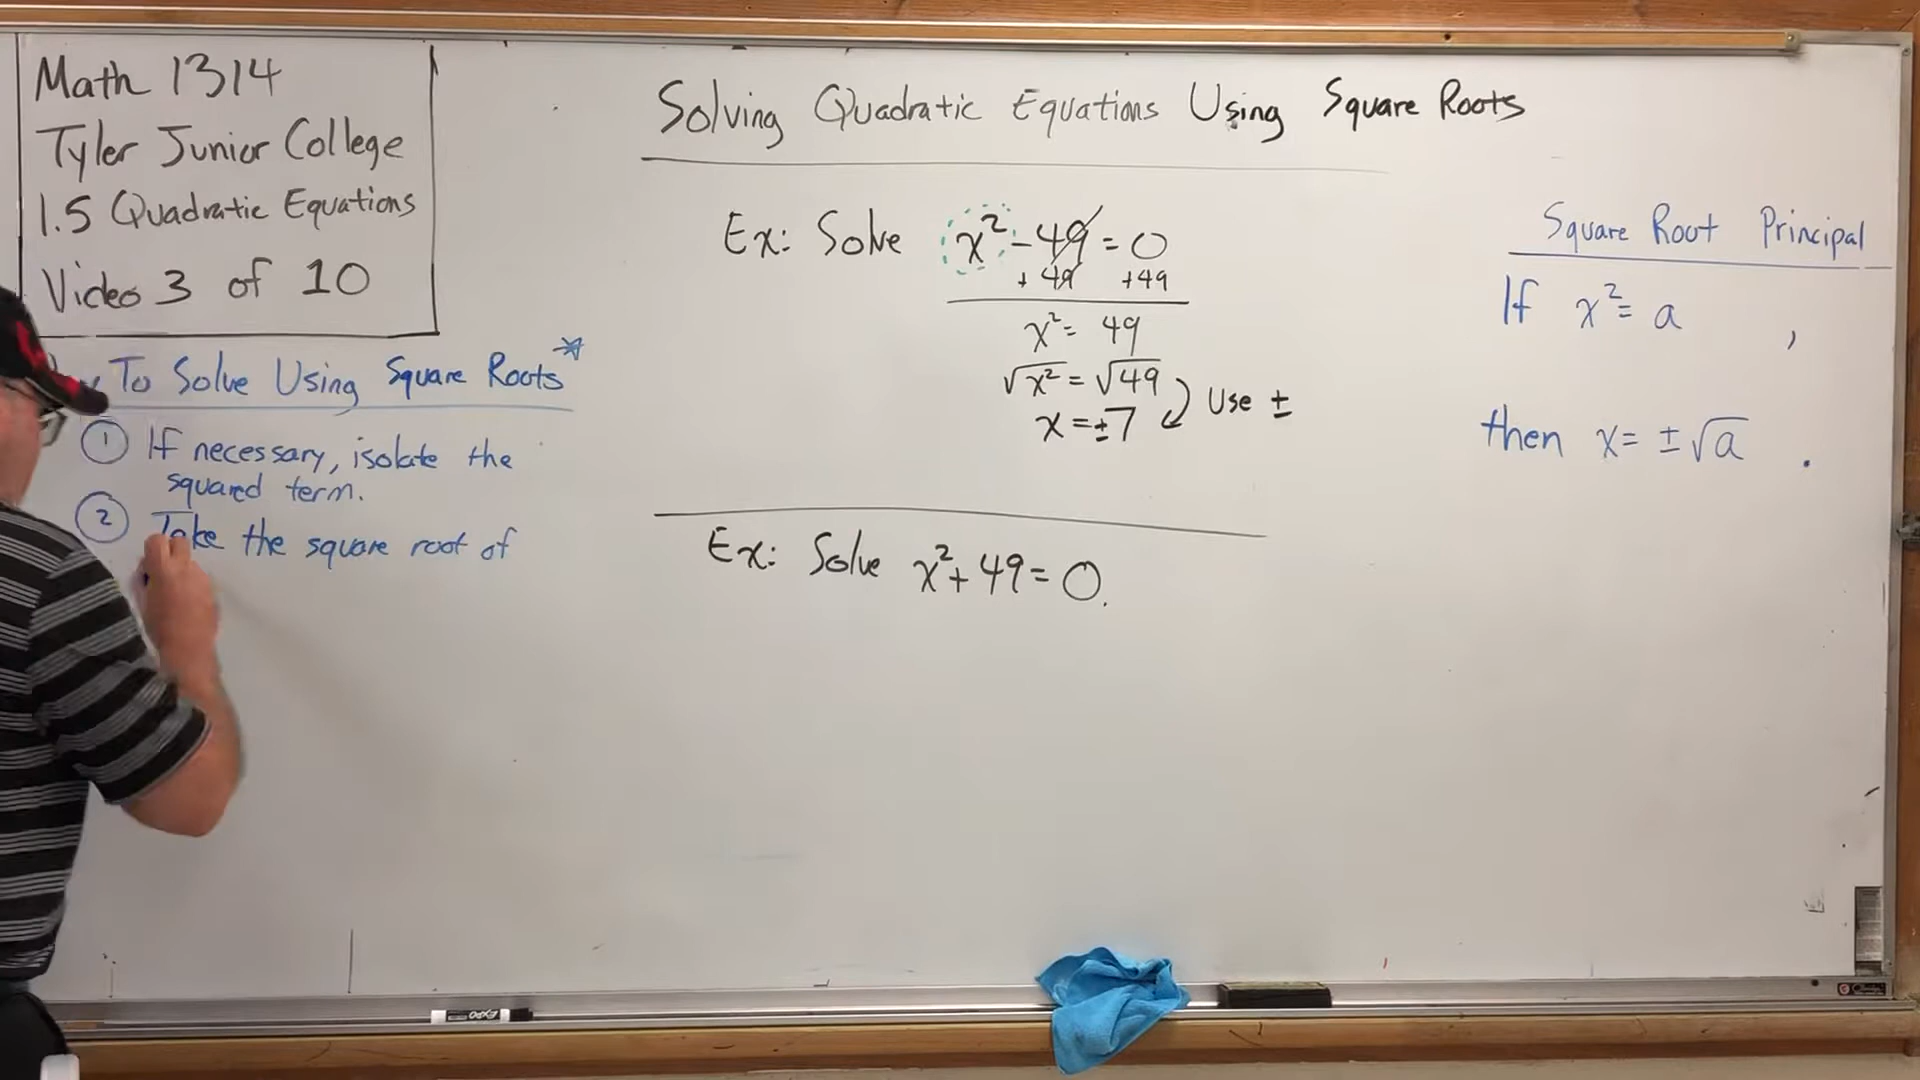 Math 1314
Tyler Junior College
1.5 Quadratic Equations
Video 3 of 10
To Solve Using Square Roots*
① If necessary, isolate the
squared term.
② Take the square root of
Solving Quadratic Equations Using Square Roots
Ex: Solve x² - 49 = 0
+ 49 +49
x² = 49
√x² = √49
Use ±
x = ±7
Ex: Solve x² + 49 = 0.
Square Root Principal
If x² = a ,
then x = ±√a .
EXPO